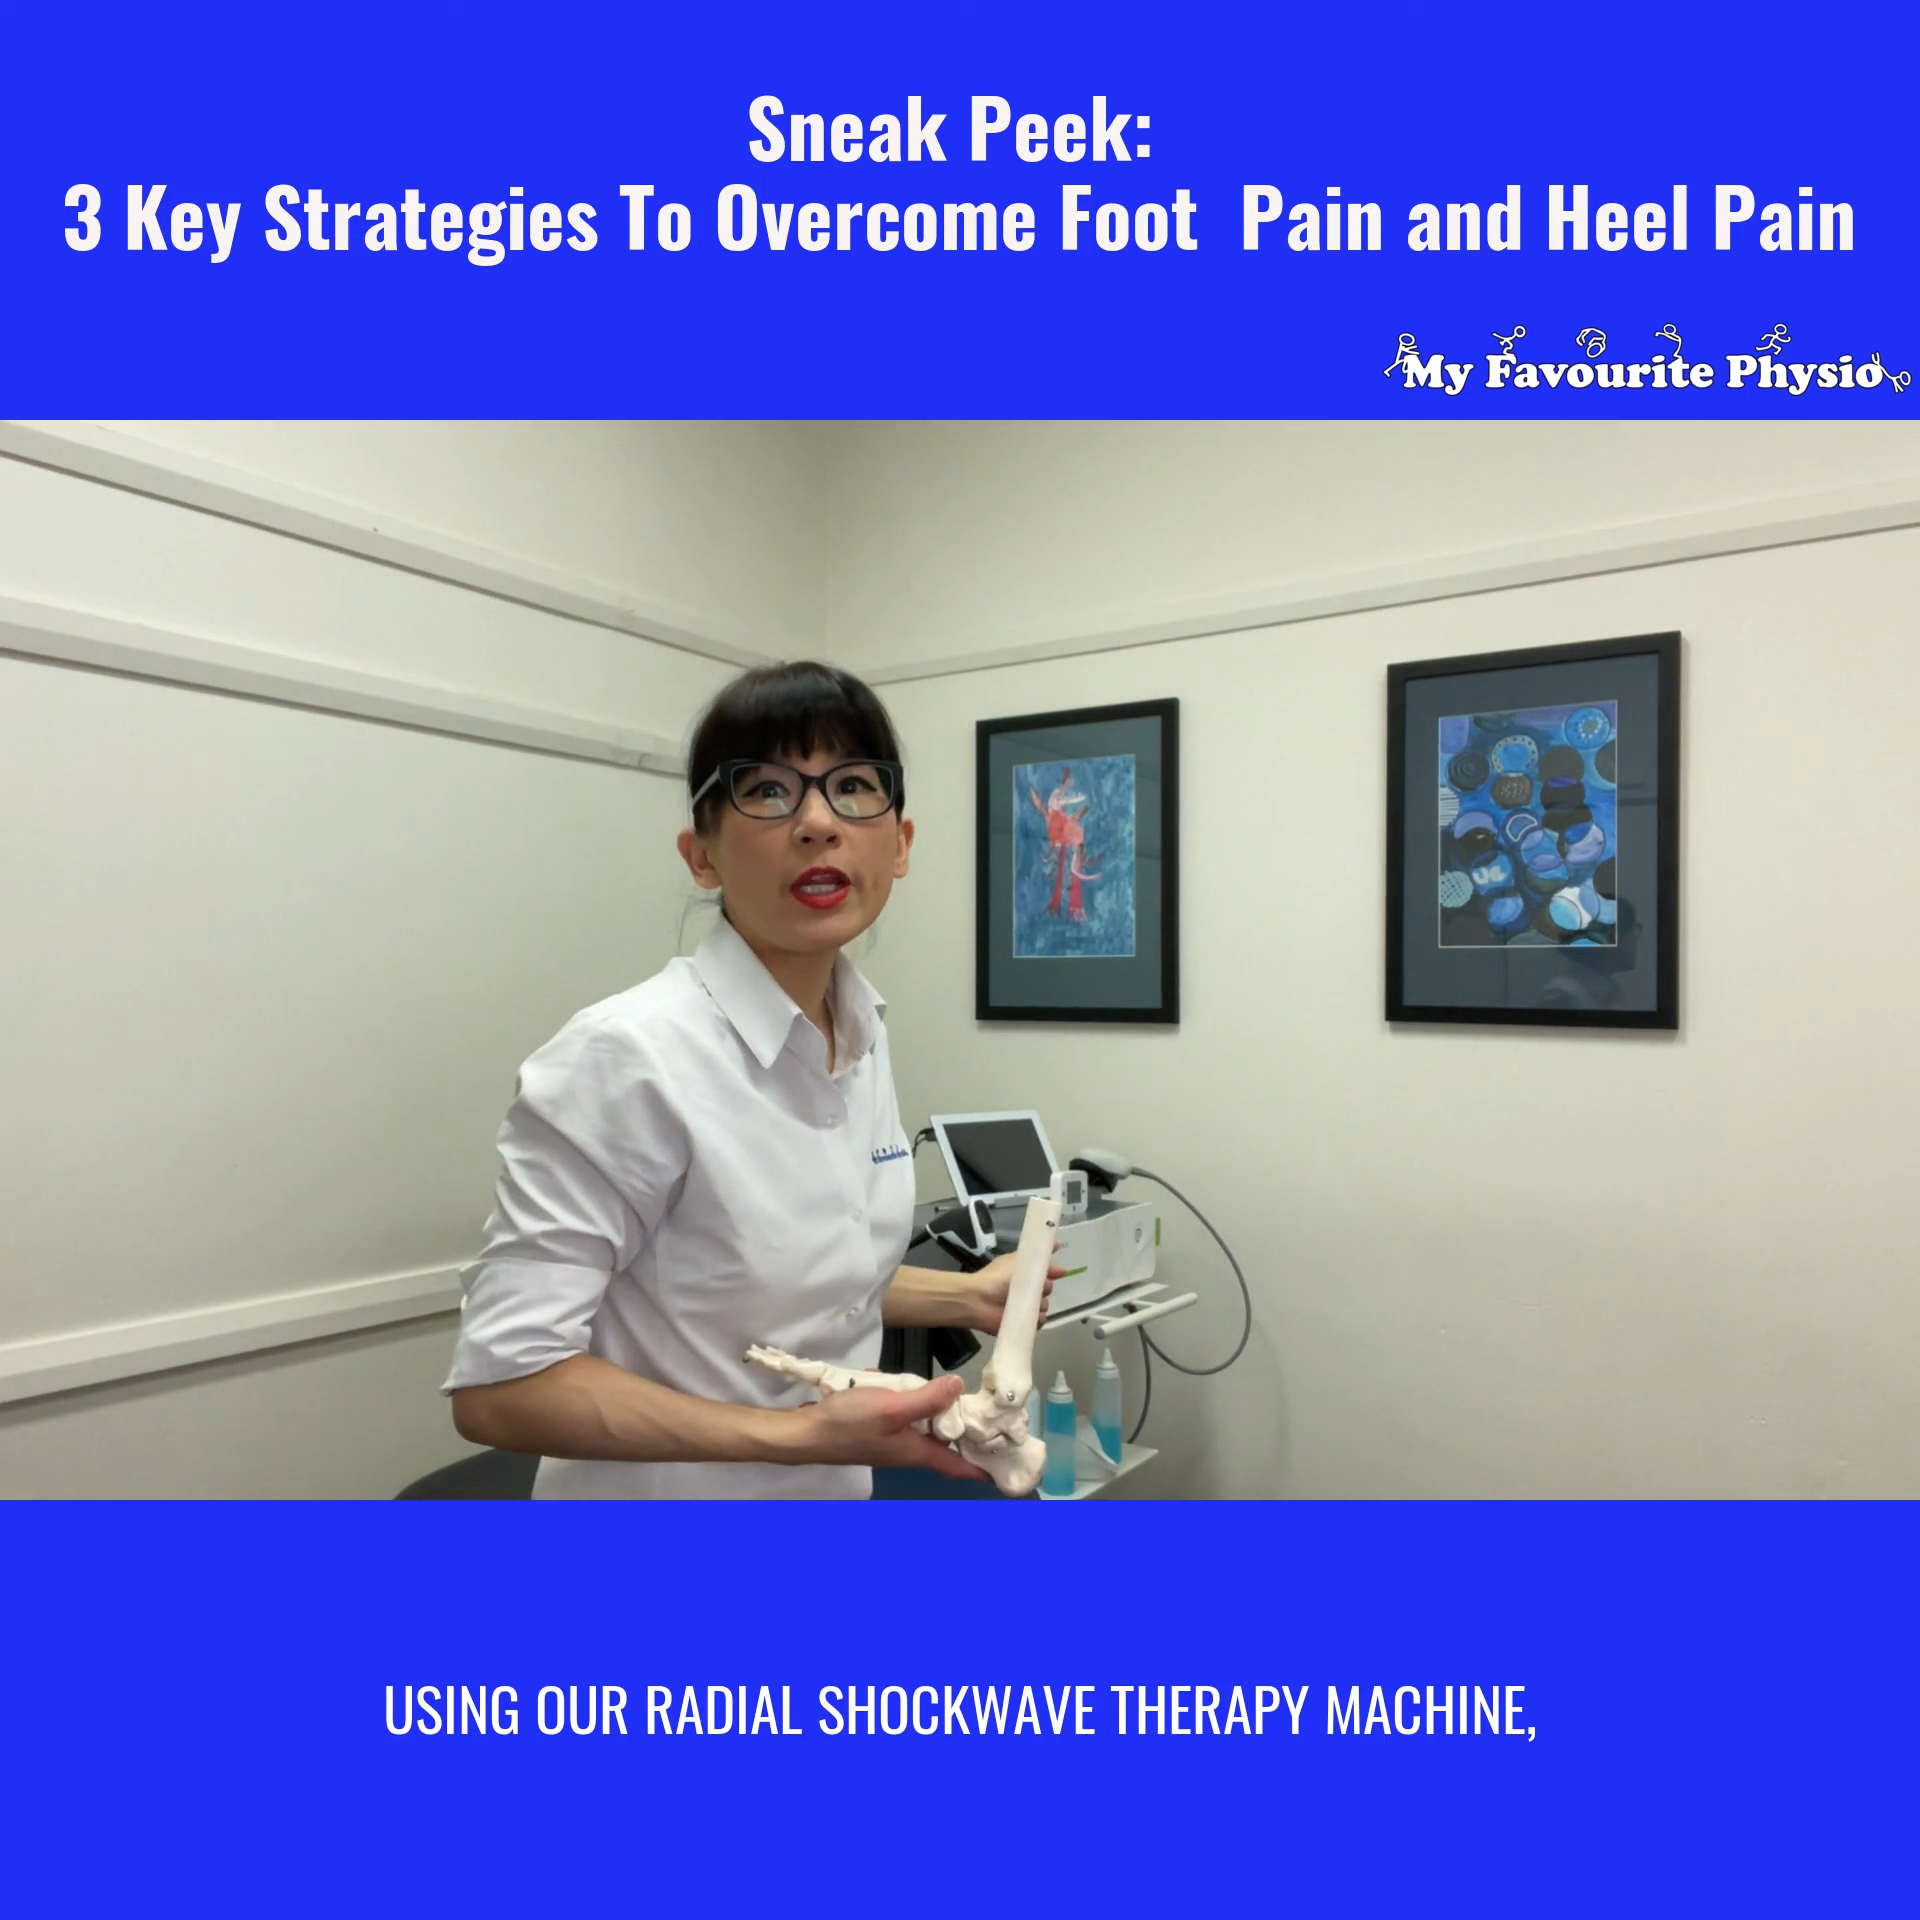 Sneak Peek:
3 Key Strategies To Overcome Foot  Pain and Heel Pain
My Favourite Physio
USING OUR RADIAL SHOCKWAVE THERAPY MACHINE,